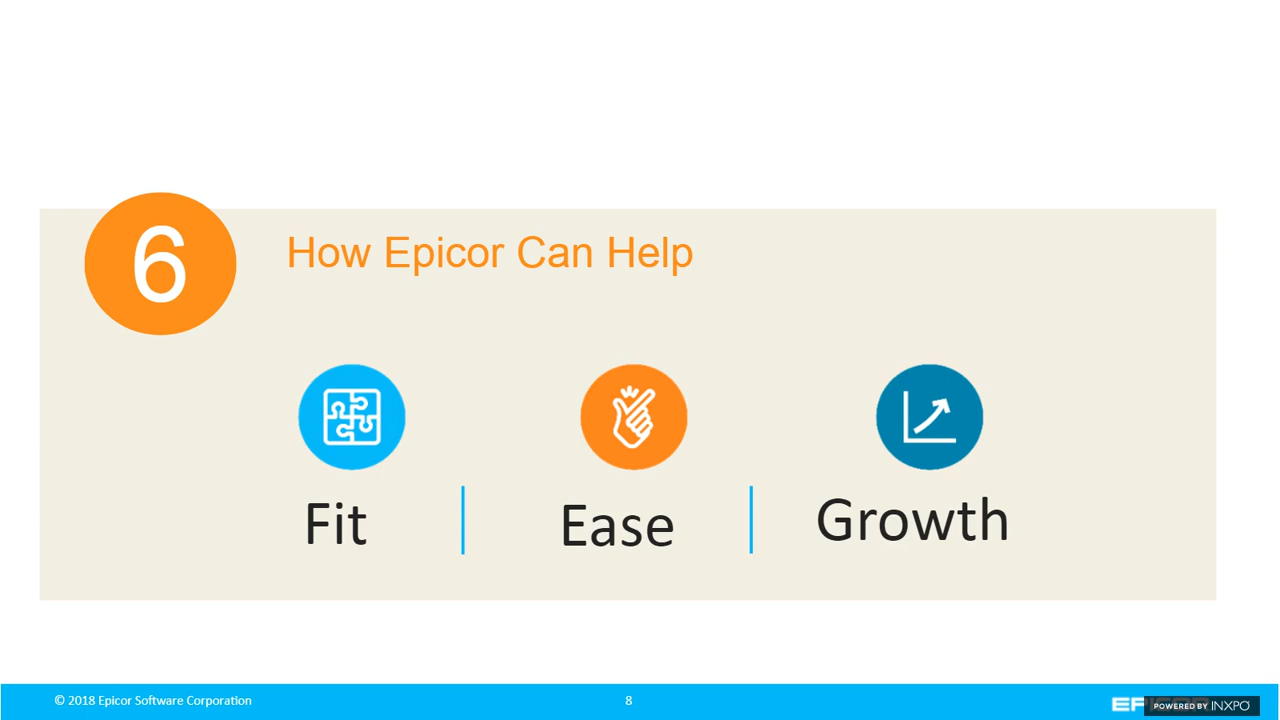 6
How Epicor Can Help
Fit
Ease
Growth
© 2018 Epicor Software Corporation
8
POWERED BY INXPO